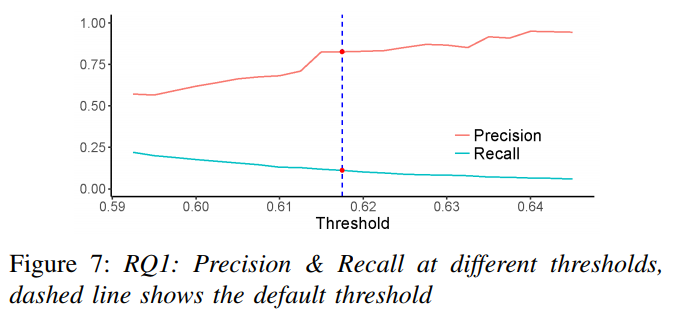 1.00
0.75
0.50
0.25
0.00
Precision
Recall
0.59 0.60 0.61 0.62 0.63 0.64
Threshold
Figure 7: RQ1: Precision & Recall at different thresholds,
dashed line shows the default threshold